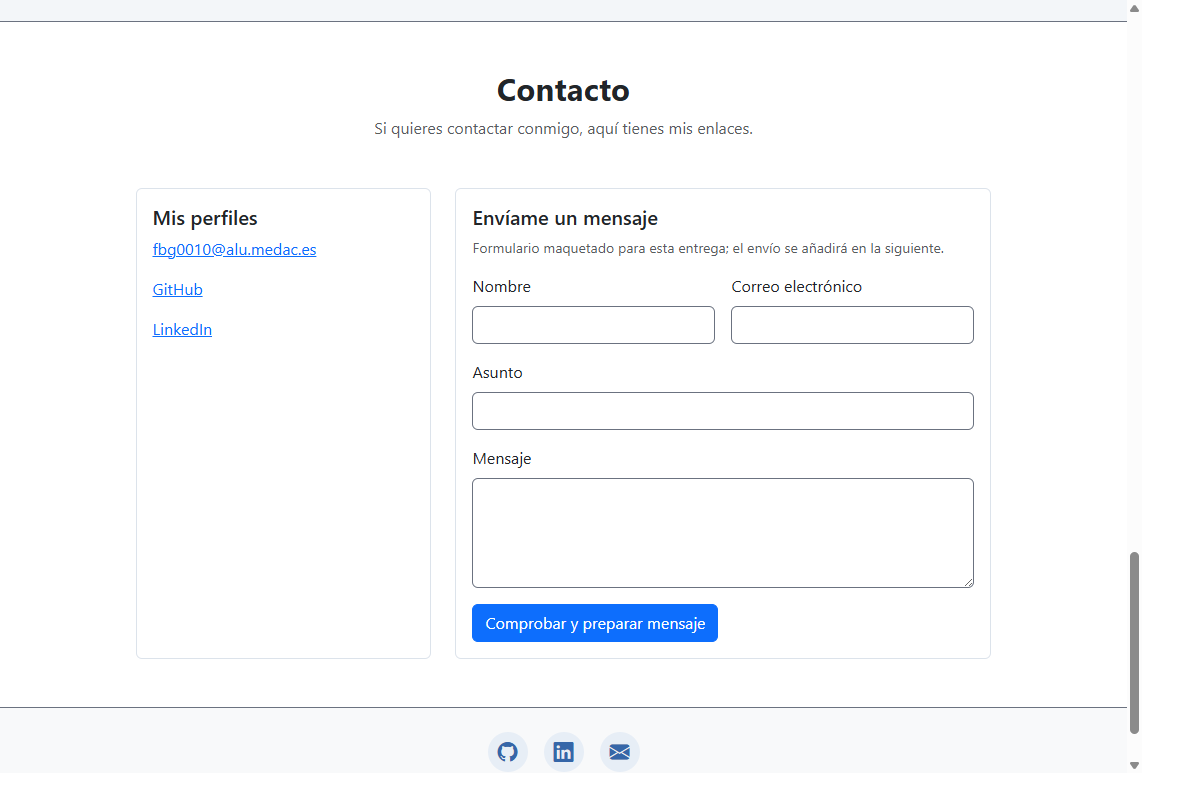 Contacto
Si quieres contactar conmigo, aquí tienes mis enlaces.
Mis perfiles
fbg0010@alu.medac.es
GitHub
LinkedIn
Envíame un mensaje
Formulario maquetado para esta entrega; el envío se añadirá en la siguiente.
Nombre
Correo electrónico
Asunto
Mensaje
Comprobar y preparar mensaje
in